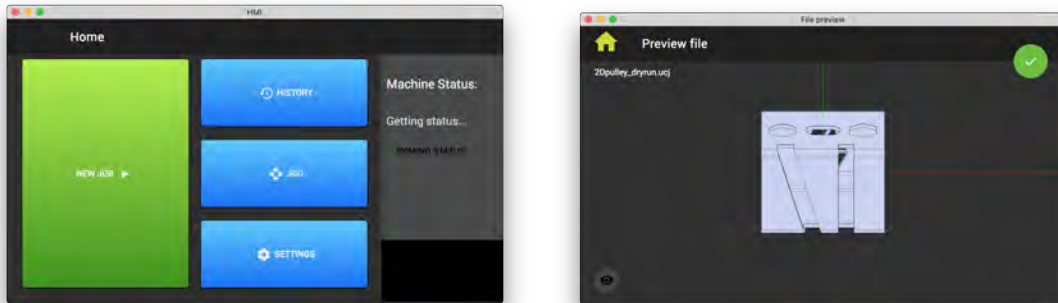 HMI
Home
NEW JOB
HISTORY
JOG
SETTINGS
Machine Status:
Getting status...
File preview
Preview file
2Dpulley_dryrun.ucj